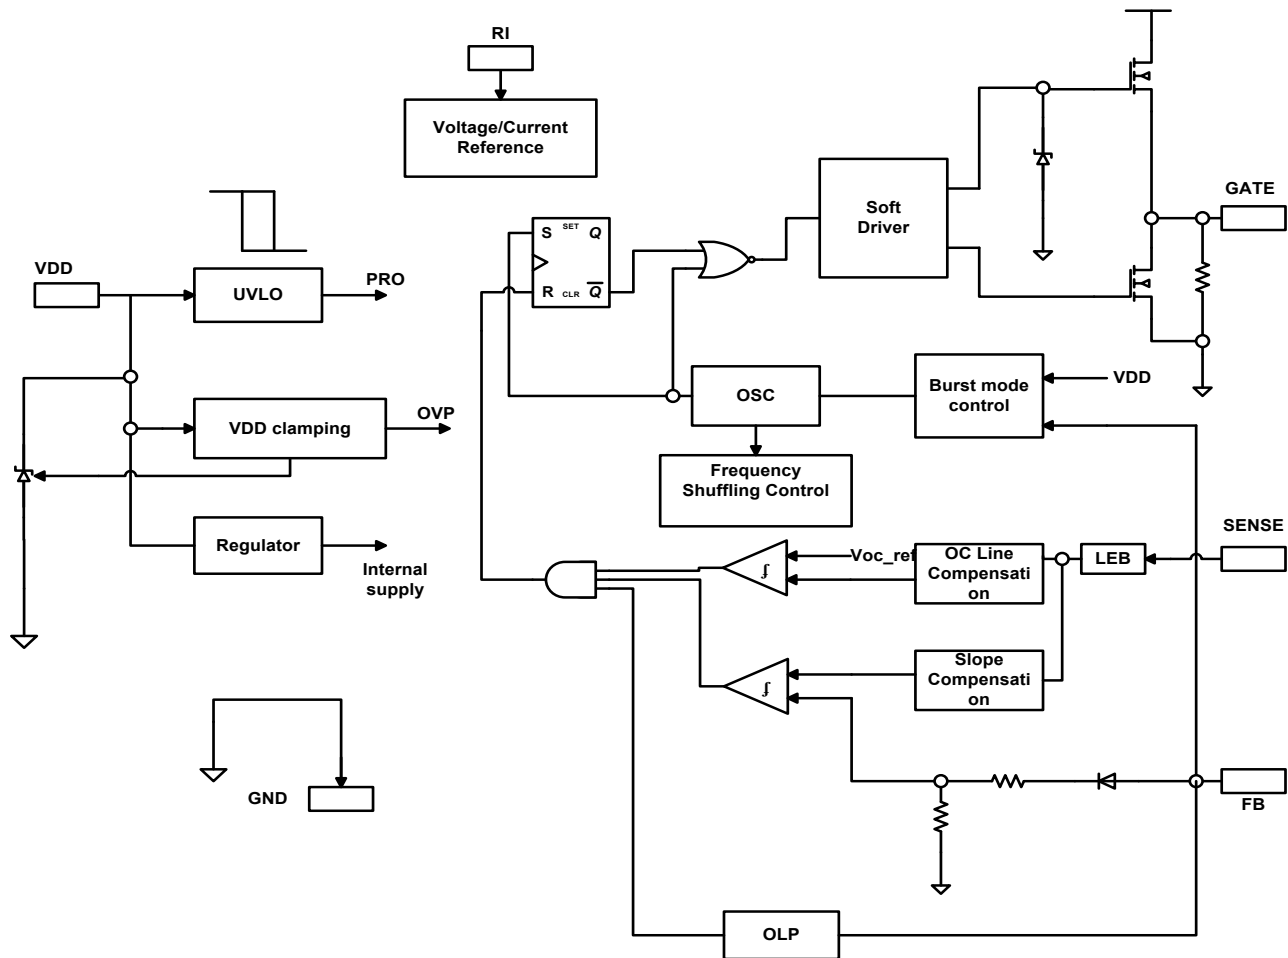 RI
Voltage/Current
Reference
VDD
UVLO
PRO
S SET Q
R CLR Q
Soft
Driver
GATE
VDD clamping
OVP
OSC
Burst mode
control
VDD
Frequency
Shuffling Control
Regulator
Internal
supply
Voc_ref
OC Line
Compensati
on
LEB
SENSE
Slope
Compensati
on
GND
FB
OLP